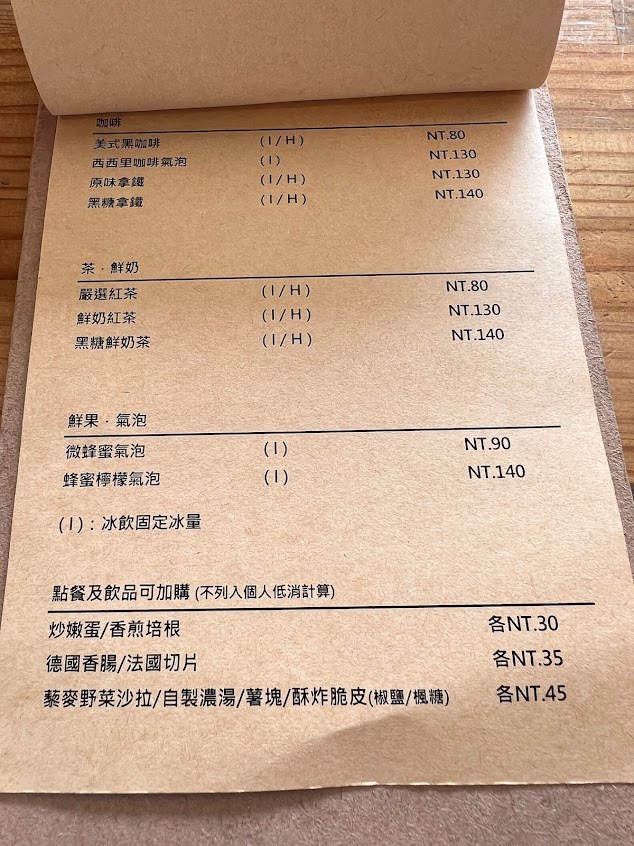 咖啡
美式黑咖啡 (I/H) NT.80
西西里咖啡氣泡 (I) NT.130
原味拿鐵 (I/H) NT.130
黑糖拿鐵 (I/H) NT.140
茶·鮮奶
嚴選紅茶 (I/H) NT.80
鮮奶紅茶 (I/H) NT.130
黑糖鮮奶茶 (I/H) NT.140
鮮果·氣泡
微蜂蜜氣泡 (I) NT.90
蜂蜜檸檬氣泡 (I) NT.140
(I)：冰飲固定冰量
點餐及飲品可加購 (不列入個人低消計算)
炒嫩蛋/香煎培根 各NT.30
德國香腸/法國切片 各NT.35
藜麥野菜沙拉/自製濃湯/薯塊/酥炸脆皮(椒鹽/楓糖) 各NT.45